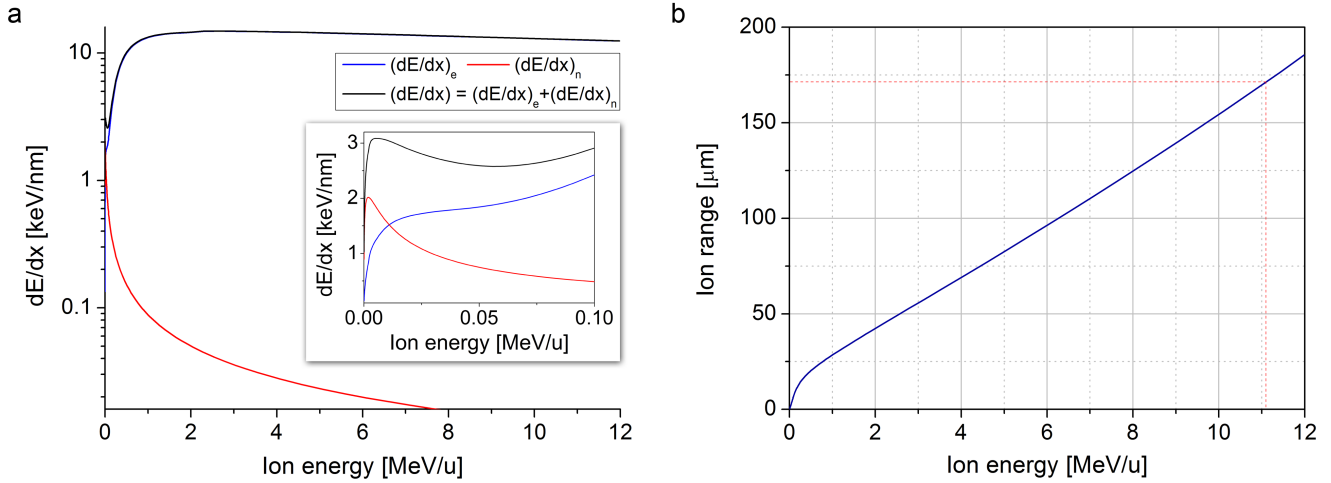 a
dE/dx [keV/nm]
10
1
0.1
(dE/dx)e (dE/dx)n
(dE/dx) = (dE/dx)e+(dE/dx)n
dE/dx [keV/nm]
3
2
1
0.00 0.05 0.10
Ion energy [MeV/u]
0 2 4 6 8 10 12
Ion energy [MeV/u]
b
Ion range [μm]
200
150
100
50
0
0 2 4 6 8 10 12
Ion energy [MeV/u]